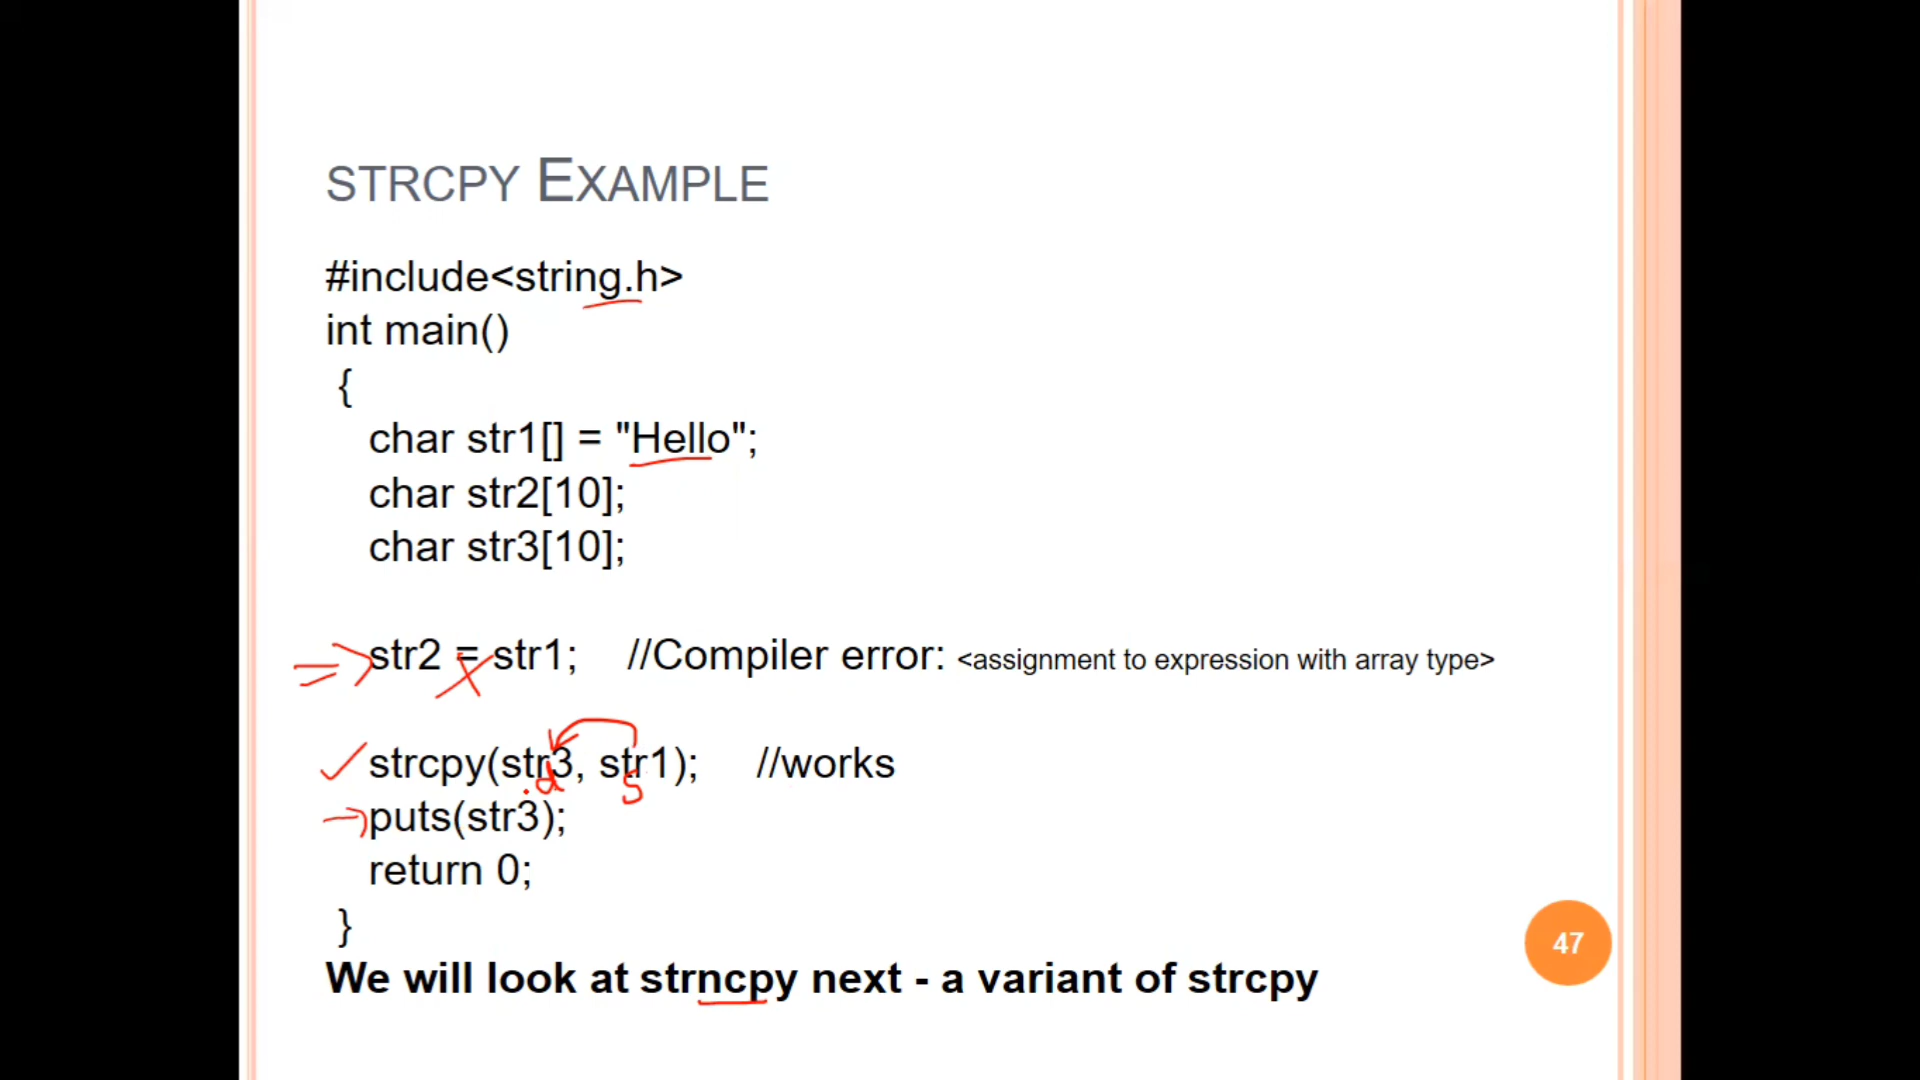 STRCPY EXAMPLE
#include<string.h>
int main()
{
char str1[] = "Hello";
char str2[10];
char str3[10];
str2 = str1; //Compiler error: <assignment to expression with array type>
strcpy(str3, str1); //works
d s
puts(str3);
return 0;
}
We will look at strncpy next - a variant of strcpy
47